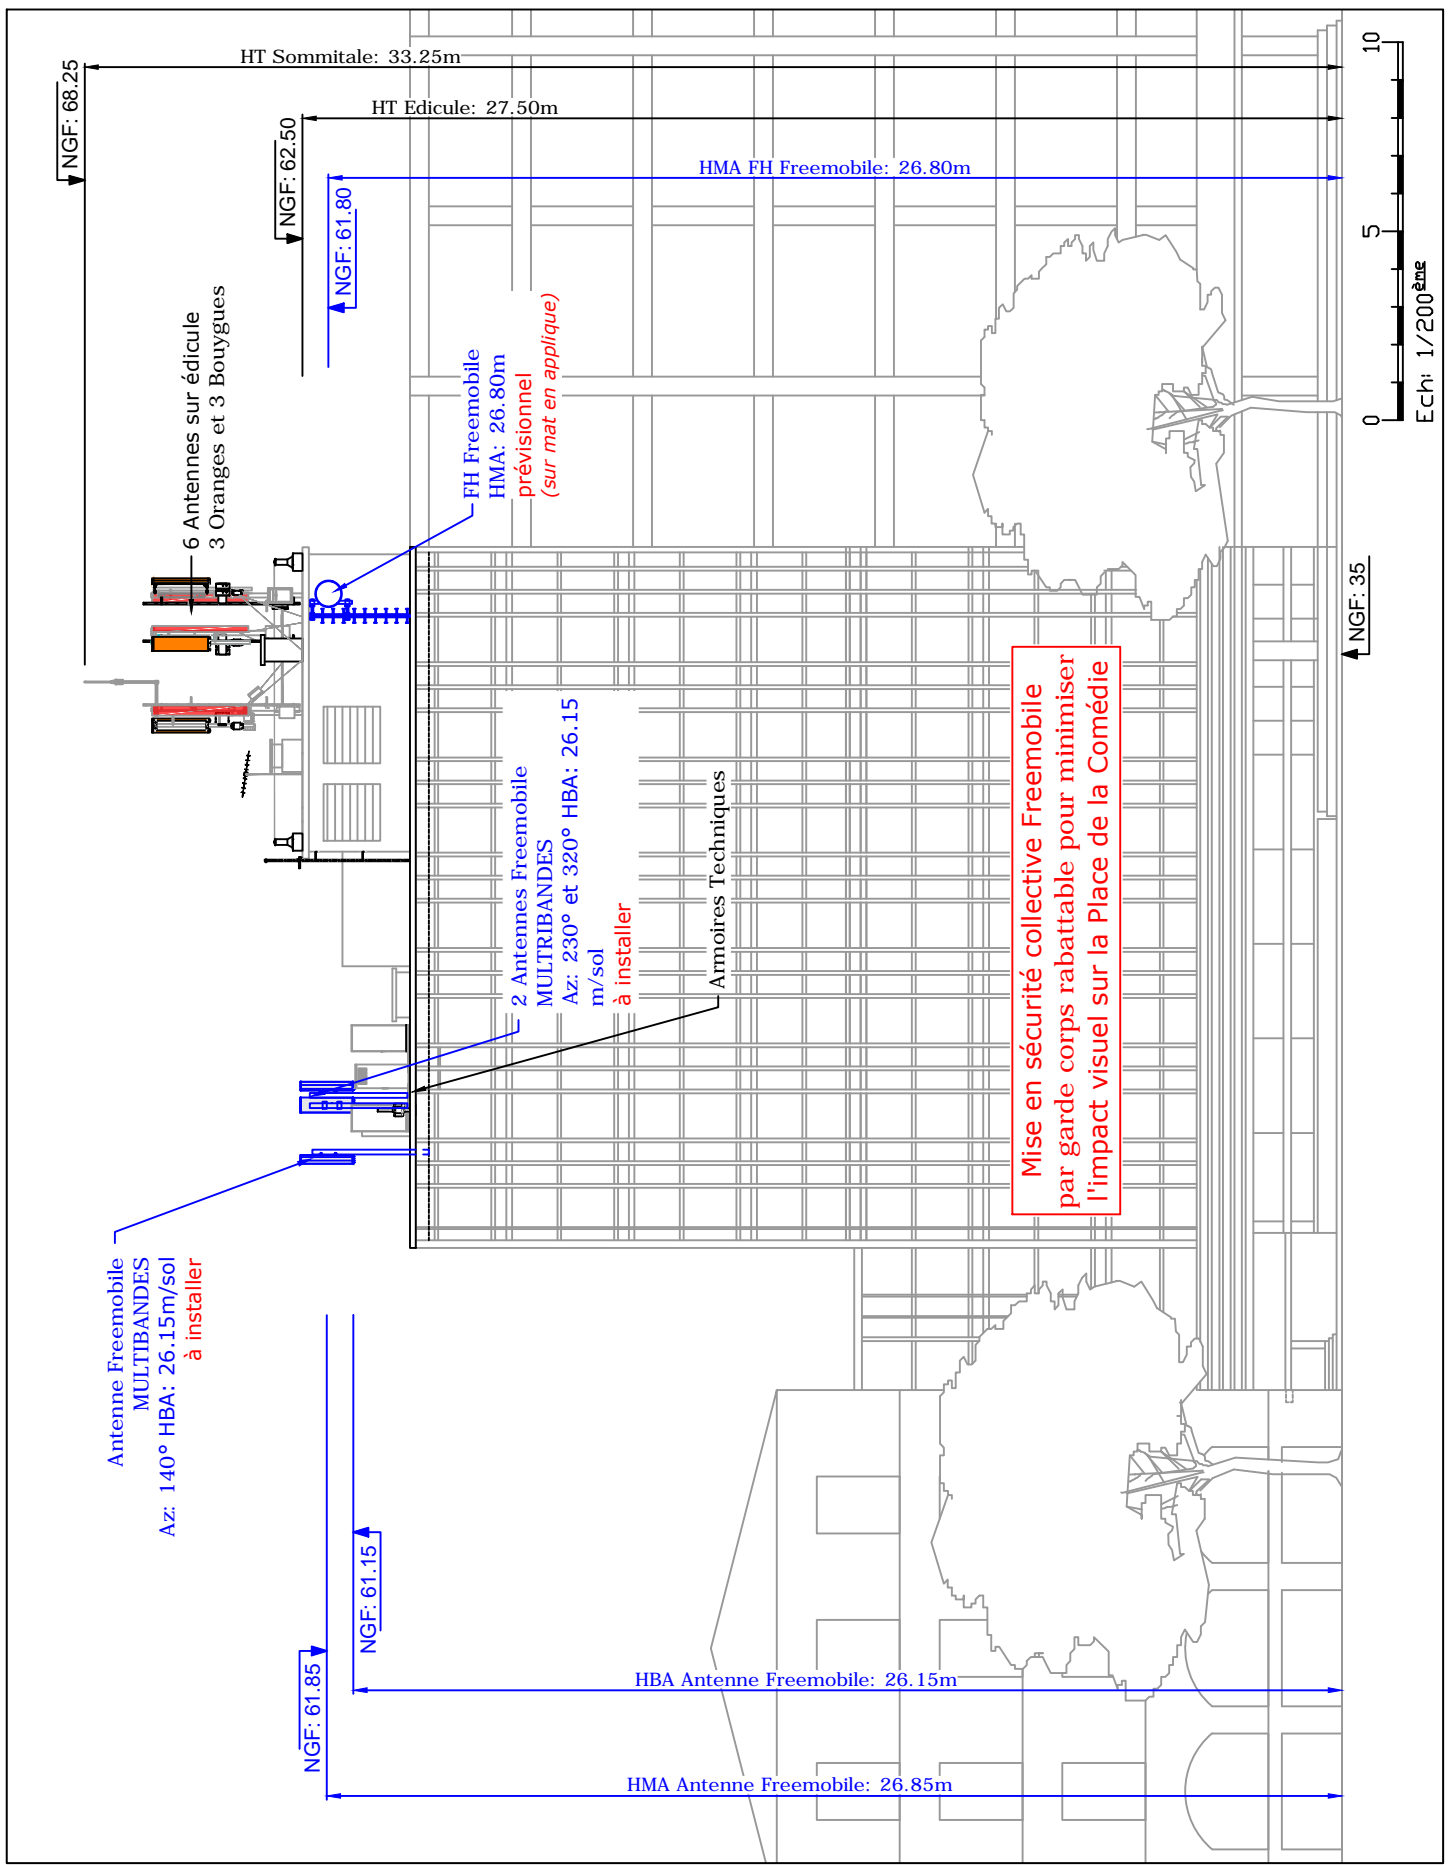 Antenne Freemobile
MULTIBANDES
Az: 140° HBA: 26.15m/sol
à installer
NGF: 61.85
NGF: 61.15
HMA Antenne Freemobile: 26.85m
HBA Antenne Freemobile: 26.15m
2 Antennes Freemobile
MULTRIBANDES
Az: 230° et 320° HBA: 26.15
m/sol
à installer
Armoires Techniques
Mise en sécurité collective Freemobile
par garde corps rabattable pour minimiser
l'impact visuel sur la Place de la Comédie
6 Antennes sur édicule
3 Oranges et 3 Bouygues
FH Freemobile
HMA: 26.80m
prévisionnel
(sur mat en applique)
NGF: 68.25
NGF: 62.50
NGF: 61.80
HT Sommitale: 33.25m
HT Edicule: 27.50m
HMA FH Freemobile: 26.80m
NGF: 35
0 5 10
Ech: 1/200ème